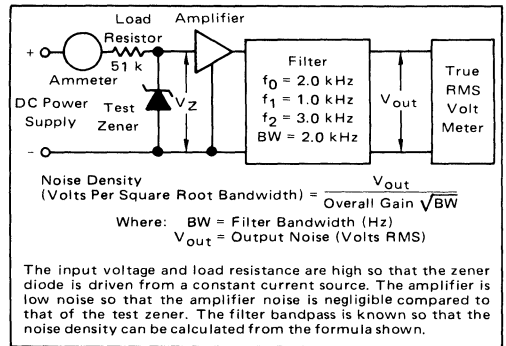 Load
Resistor
Amplifier
+
51 k
Ammeter
DC Power
Supply
Test
Zener
VZ
Filter
f0 = 2.0 kHz
f1 = 1.0 kHz
f2 = 3.0 kHz
BW = 2.0 kHz
Vout
True
RMS
Volt
Meter
-
Noise Density
(Volts Per Square Root Bandwidth) = Vout
Overall Gain √BW
Where: BW = Filter Bandwidth (Hz)
Vout = Output Noise (Volts RMS)
The input voltage and load resistance are high so that the zener
diode is driven from a constant current source. The amplifier is
low noise so that the amplifier noise is negligible compared to
that of the test zener. The filter bandpass is known so that the
noise density can be calculated from the formula shown.